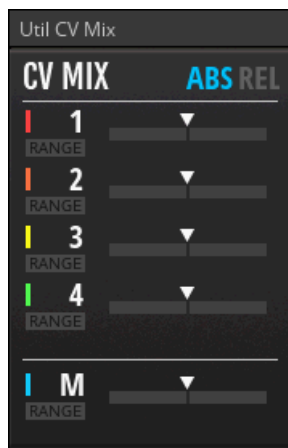 Util CV Mix
CV MIX ABS REL
1
RANGE
2
RANGE
3
RANGE
4
RANGE
M
RANGE